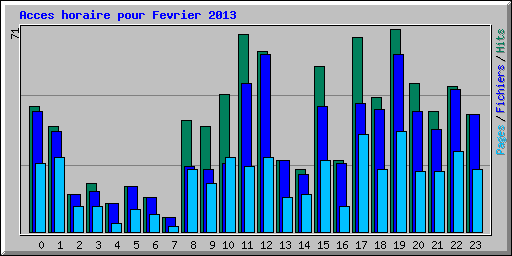 Acces horaire pour Fevrier 2013
71
Pages/Fichiers/Hits
0 1 2 3 4 5 6 7 8 9 10 11 12 13 14 15 16 17 18 19 20 21 22 23